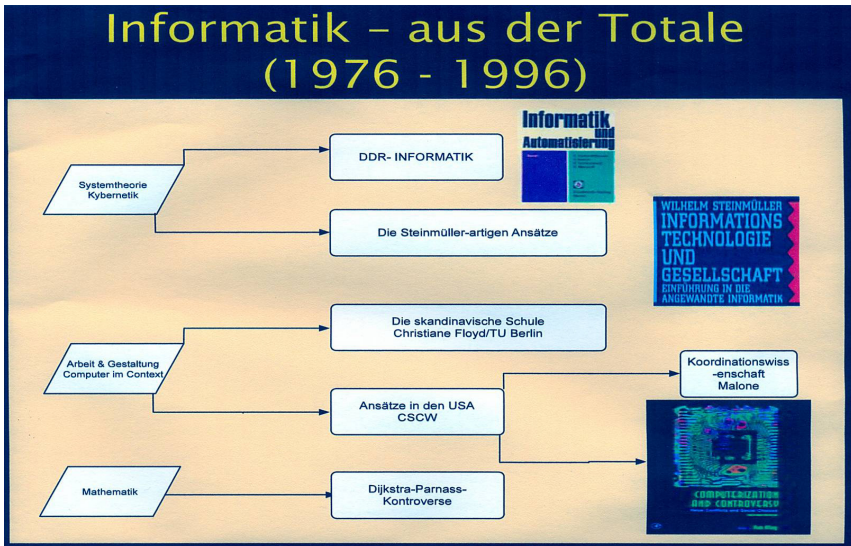 Informatik – aus der Totale
(1976 - 1996)
Informatik
und
Automatisierung
DDR- INFORMATIK
Systemtheorie
Kybernetik
Die Steinmüller-artigen Ansätze
WILHELM STEINMÜLLER
INFORMATIONS
TECHNOLOGIE
UND
GESELLSCHAFT
EINFÜHRUNG IN DIE
ANGEWANDTE INFORMATIK
Die skandinavische Schule
Christiane Floyd/TU Berlin
Arbeit & Gestaltung
Computer im Context
Koordinationswiss
-enschaft
Malone
Ansätze in den USA
CSCW
COMPUTERIZATION
AND CONTROVERSY
Mathematik
Dijkstra-Parnass-
Kontroverse